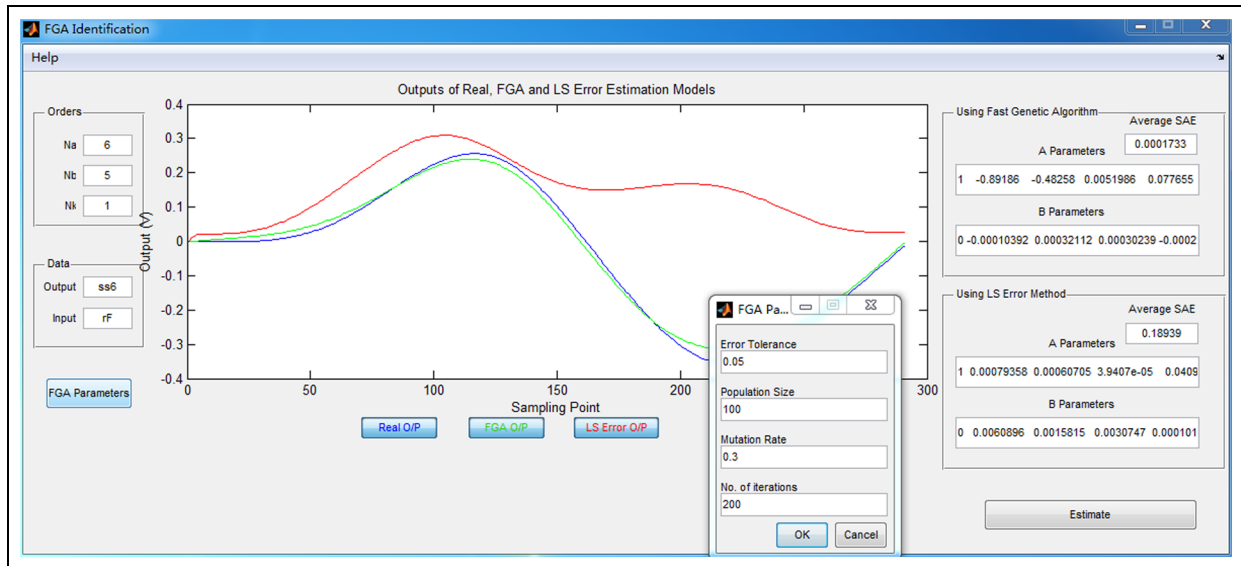 FGA Identification
Help
Outputs of Real, FGA and LS Error Estimation Models
Orders
Na 6
Nb 5
Nk 1
Data
Output ss6
Input rF
FGA Parameters
Output (V)
0.4
0.3
0.2
0.1
0
-0.1
-0.2
-0.3
-0.4
0 50 100 150 200 300
Sampling Point
Real O/P FGA O/P LS Error O/P
FGA Pa...
Error Tolerance
0.05
Population Size
100
Mutation Rate
0.3
No. of iterations
200
OK Cancel
Using Fast Genetic Algorithm
Average SAE
0.0001733
A Parameters
1 -0.89186 -0.48258 0.0051986 0.077655
B Parameters
0 -0.00010392 0.00032112 0.00030239 -0.0002
Using LS Error Method
Average SAE
0.18939
A Parameters
1 0.00079358 0.00060705 3.9407e-05 0.0409
B Parameters
0 0.0060896 0.0015815 0.0030747 0.000101
Estimate